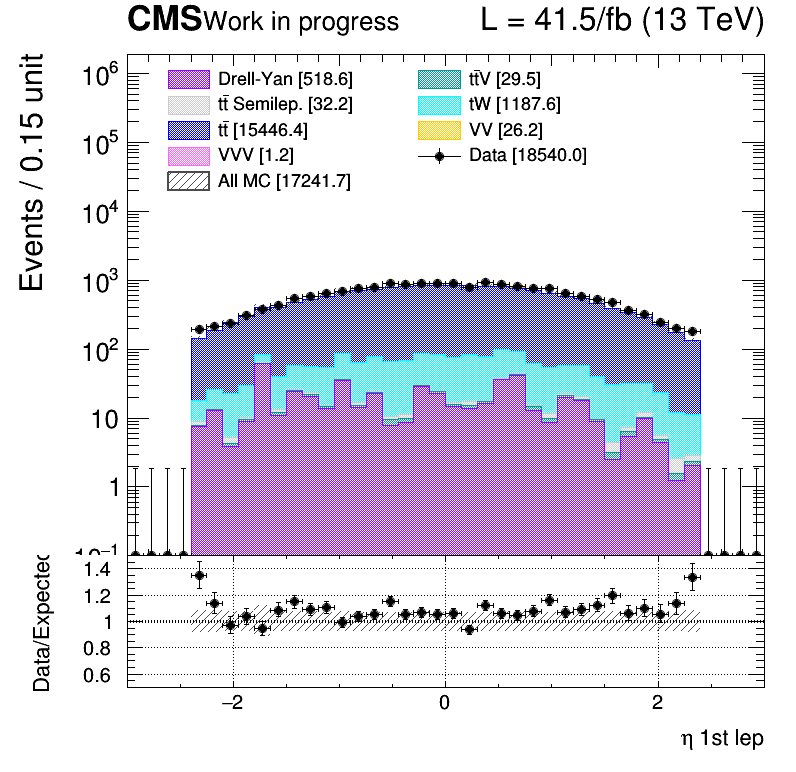 CMS Work in progress L = 41.5/fb (13 TeV)
Events / 0.15 unit
10⁶
10⁵
10⁴
10³
10²
10
1
10⁻¹
Drell-Yan [518.6]
tt̄ Semilep. [32.2]
tt̄ [15446.4]
VVV [1.2]
All MC [17241.7]
tt̄V [29.5]
tW [1187.6]
VV [26.2]
Data [18540.0]
Data/Expected
1.4
1.2
1
0.8
0.6
−2 0 2
η 1st lep